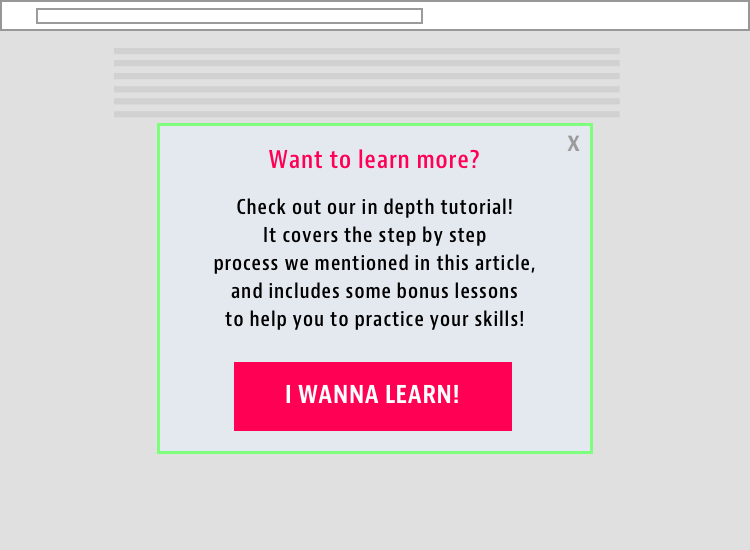 X
Want to learn more?
Check out our in depth tutorial!
It covers the step by step
process we mentioned in this article,
and includes some bonus lessons
to help you to practice your skills!
I WANNA LEARN!